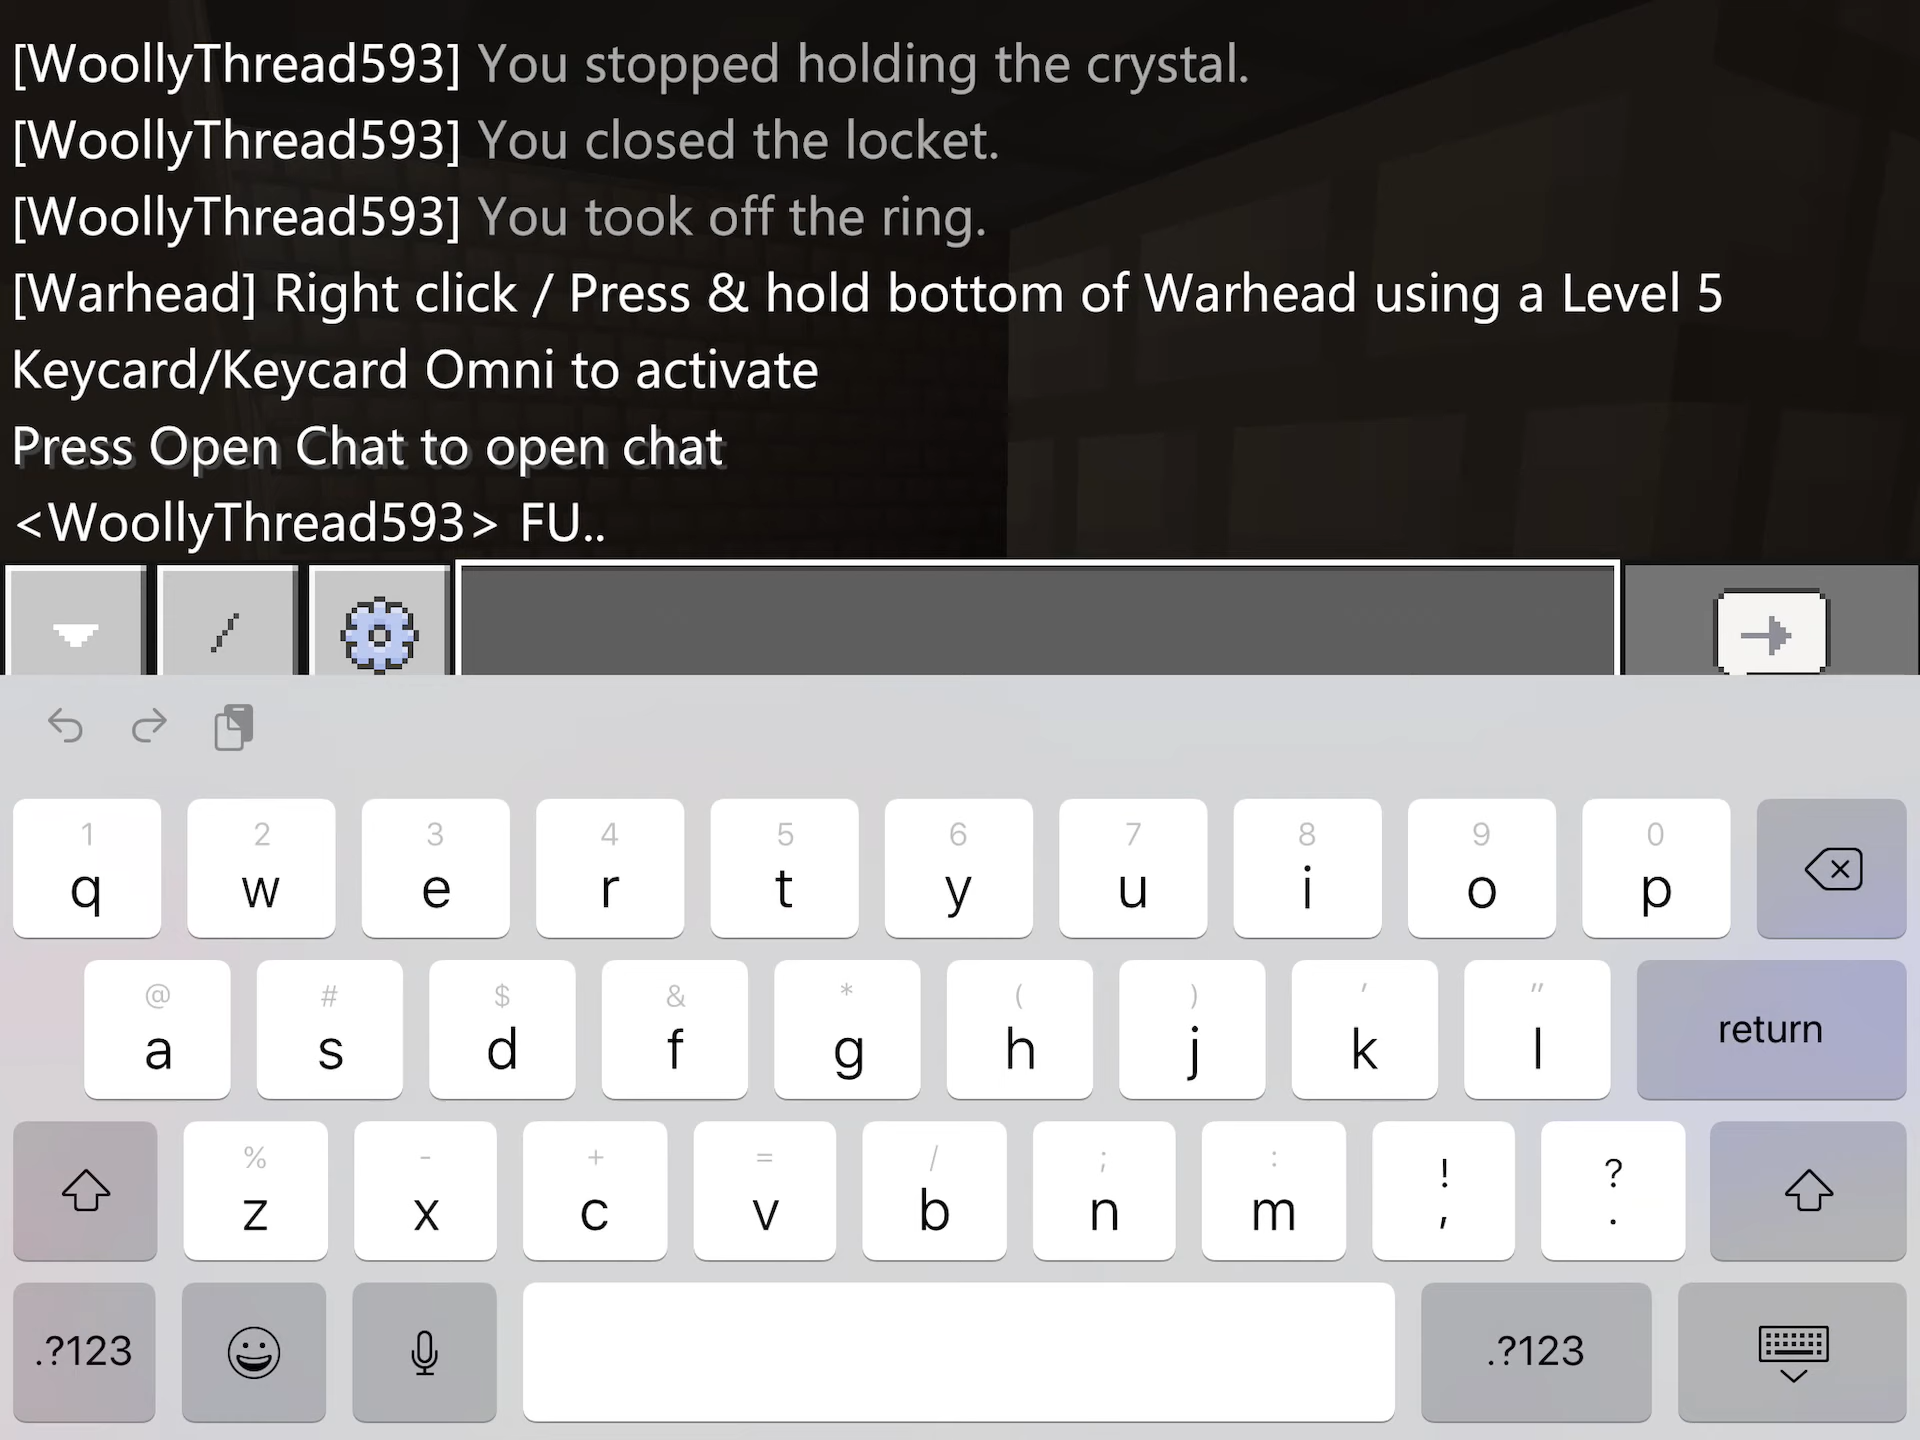 [WoollyThread593] You stopped holding the crystal.
[WoollyThread593] You closed the locket.
[WoollyThread593] You took off the ring.
[Warhead] Right click / Press & hold bottom of Warhead using a Level 5
Keycard/Keycard Omni to activate
Press Open Chat to open chat
<WoollyThread593> FU..
/
1 2 3 4 5 6 7 8 9 0
q w e r t y u i o p
@ # $ & * ( ) ' "
a s d f g h j k l return
% - + = / ; : ! ?
z x c v b n m , .
.?123 .?123